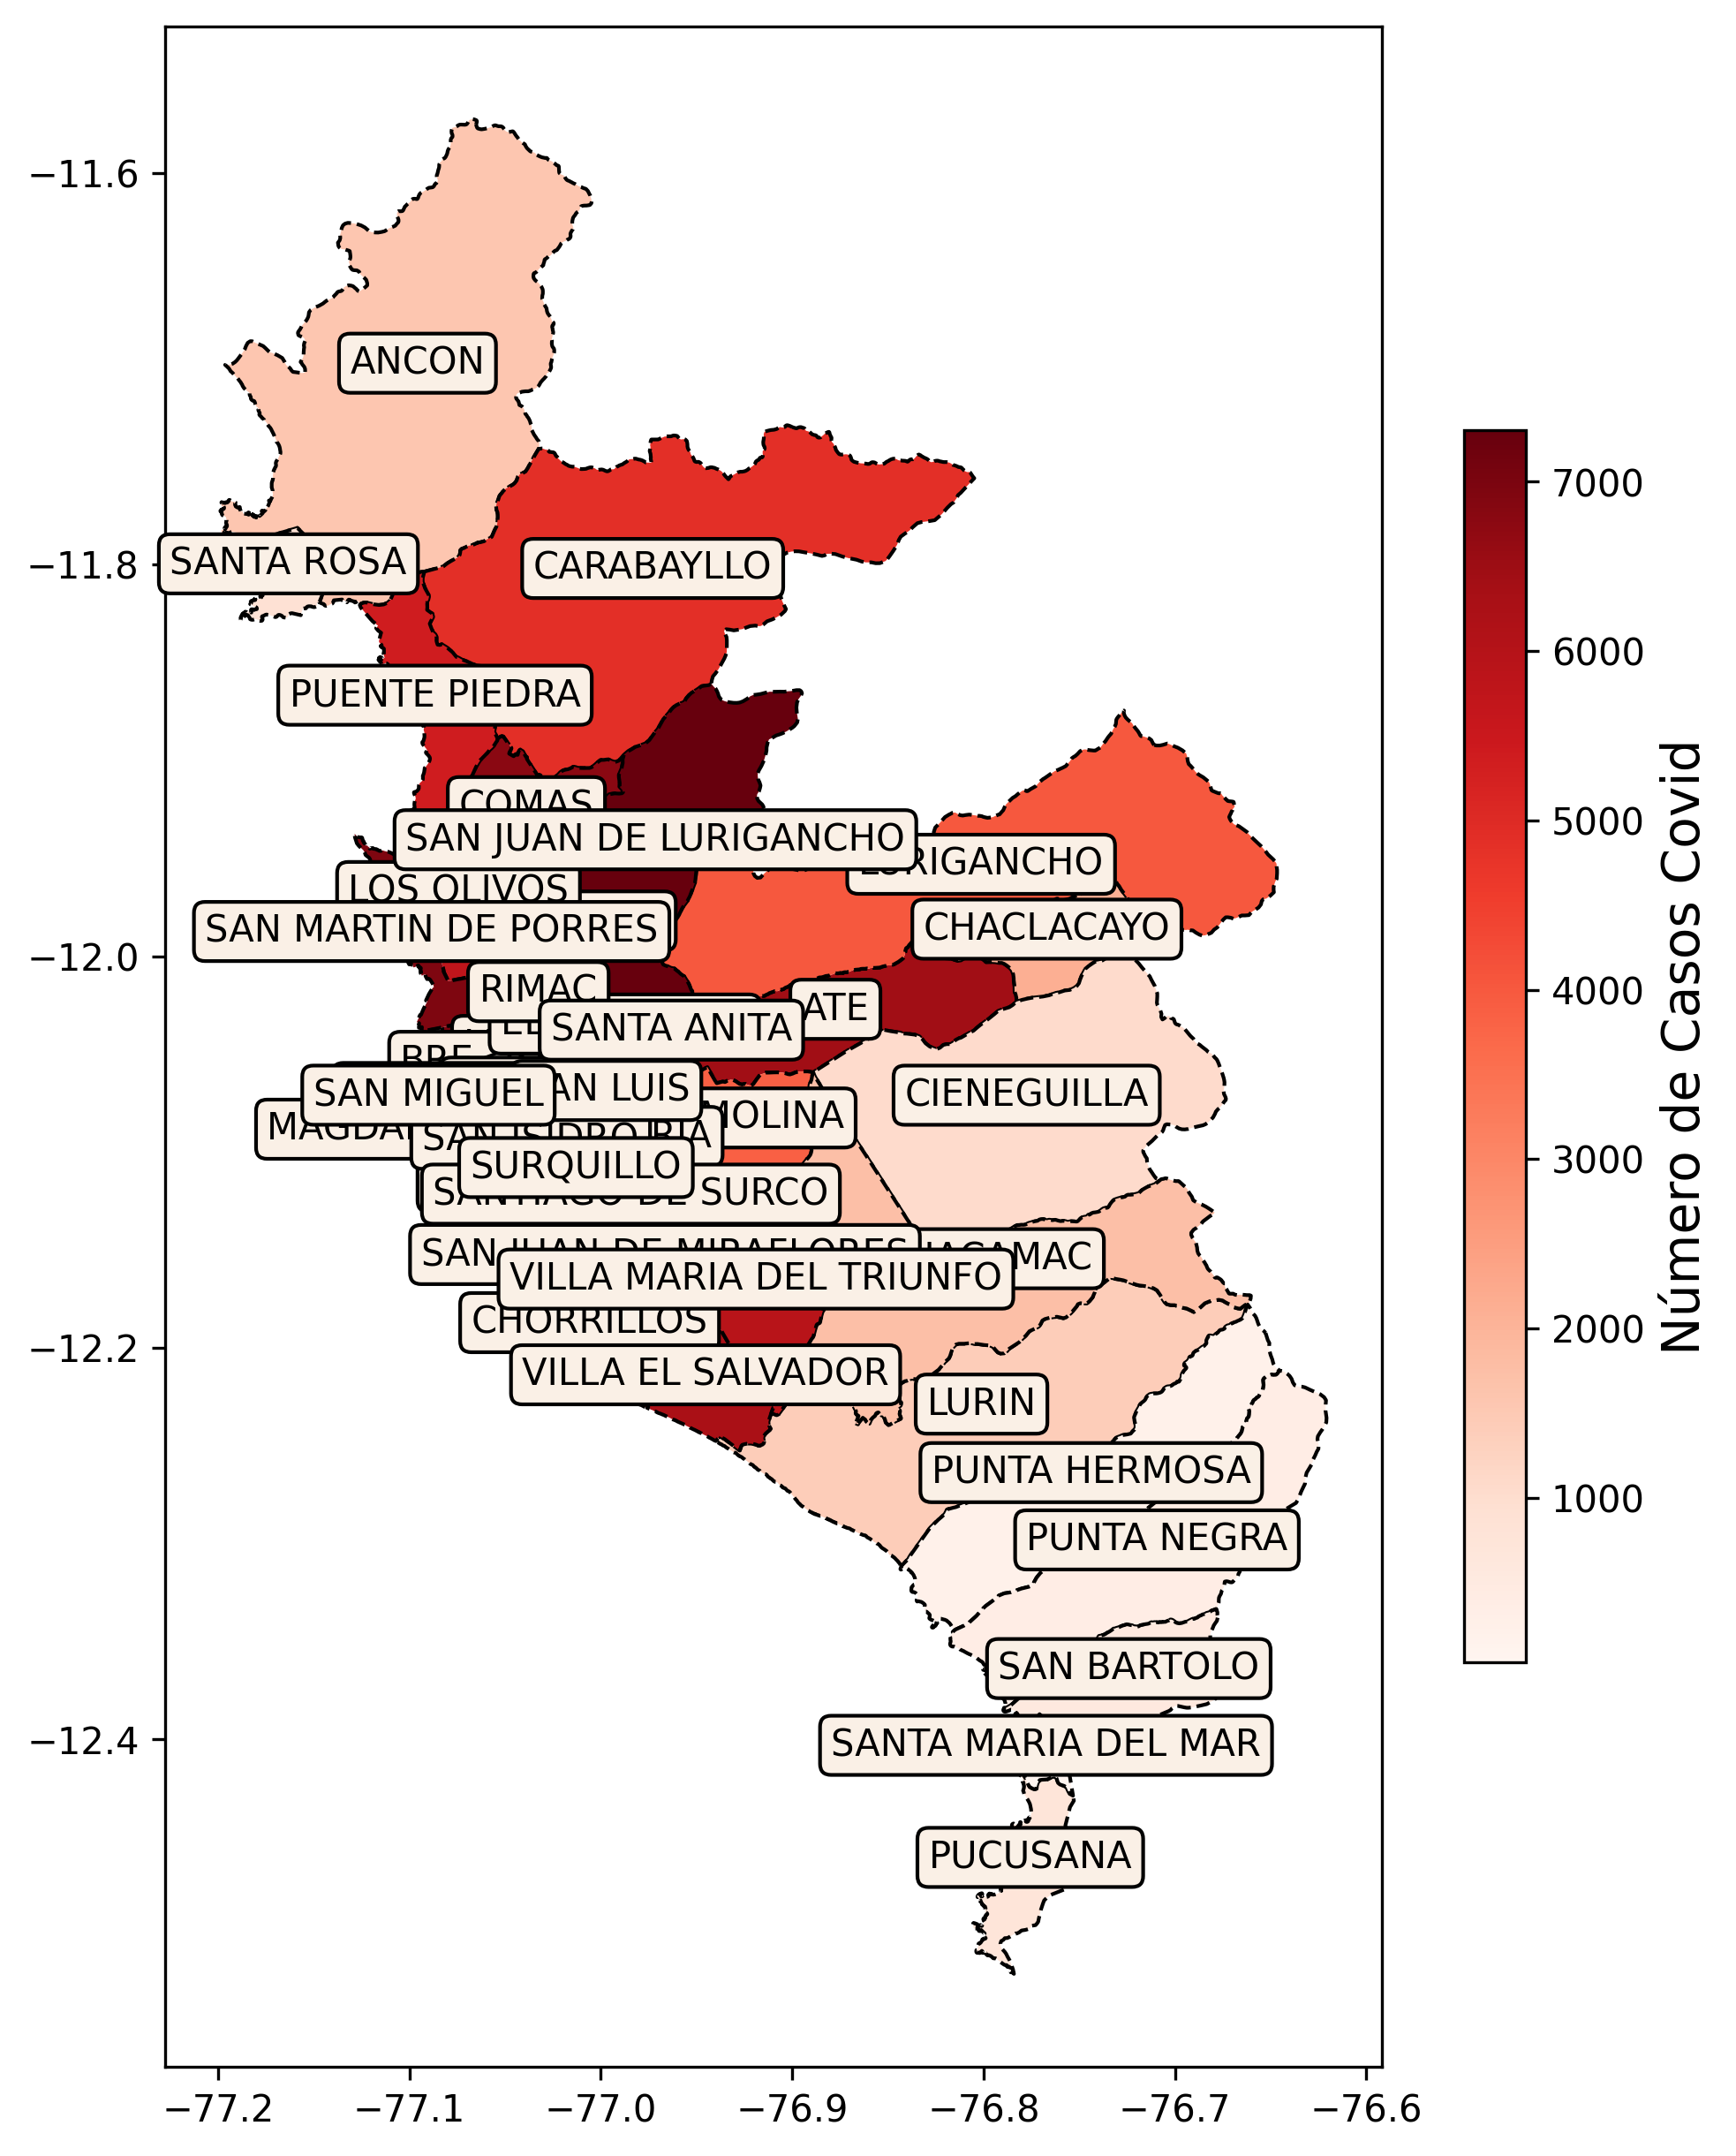 −11.6
−11.8
−12.0
−12.2
−12.4
−77.2
−77.1
−77.0
−76.9
−76.8
−76.7
−76.6
ANCON
SANTA ROSA
CARABAYLLO
PUENTE PIEDRA
COMAS
SAN JUAN DE LURIGANCHO
LURIGANCHO
LOS OLIVOS
SAN MARTIN DE PORRES
CHACLACAYO
RIMAC
ATE
SANTA ANITA
SAN LUIS
SAN MIGUEL
CIENEGUILLA
MOLINA
SAN ISIDRO
SURQUILLO
SANTIAGO DE SURCO
SAN JUAN DE MIRAFLORES
VILLA MARIA DEL TRIUNFO
CHORRILLOS
VILLA EL SALVADOR
LURIN
PUNTA HERMOSA
PUNTA NEGRA
SAN BARTOLO
SANTA MARIA DEL MAR
PUCUSANA
7000
6000
5000
4000
3000
2000
1000
Número de Casos Covid